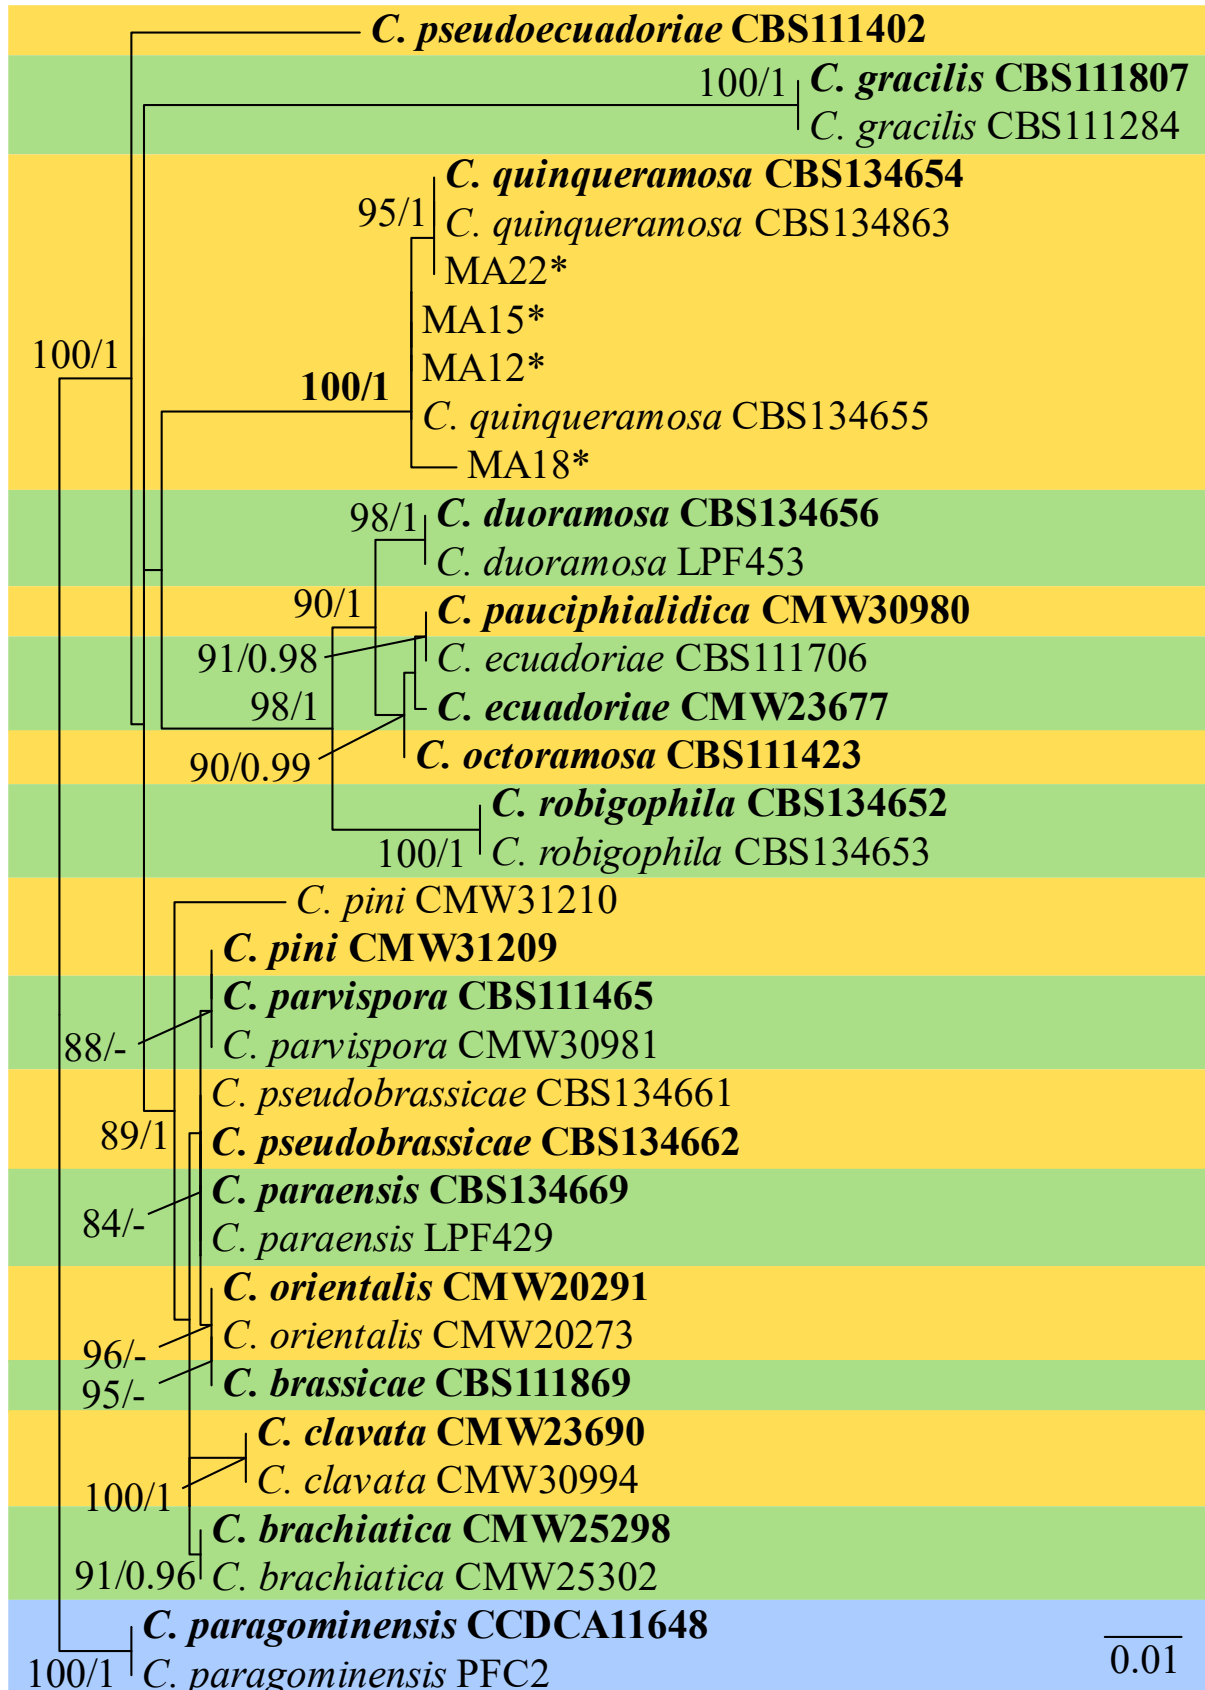 C. pseudoecuadoriae CBS111402
100/1 C. gracilis CBS111807
C. gracilis CBS111284
C. quinqueramosa CBS134654
95/1 C. quinqueramosa CBS134863
MA22*
MA15*
100/1 MA12*
100/1
C. quinqueramosa CBS134655
MA18*
98/1 C. duoramosa CBS134656
C. duoramosa LPF453
90/1 C. pauciphialidica CMW30980
91/0.98 C. ecuadoriae CBS111706
98/1 C. ecuadoriae CMW23677
90/0.99 C. octoramosa CBS111423
C. robigophila CBS134652
100/1 C. robigophila CBS134653
C. pini CMW31210
C. pini CMW31209
C. parvispora CBS111465
88/- C. parvispora CMW30981
C. pseudobrassicae CBS134661
89/1 C. pseudobrassicae CBS134662
C. paraensis CBS134669
84/- C. paraensis LPF429
C. orientalis CMW20291
96/- C. orientalis CMW20273
95/- C. brassicae CBS111869
C. clavata CMW23690
C. clavata CMW30994
100/1
C. brachiatica CMW25298
91/0.96 C. brachiatica CMW25302
C. paragominensis CCDCA11648
100/1 C. paragominensis PFC2
0.01